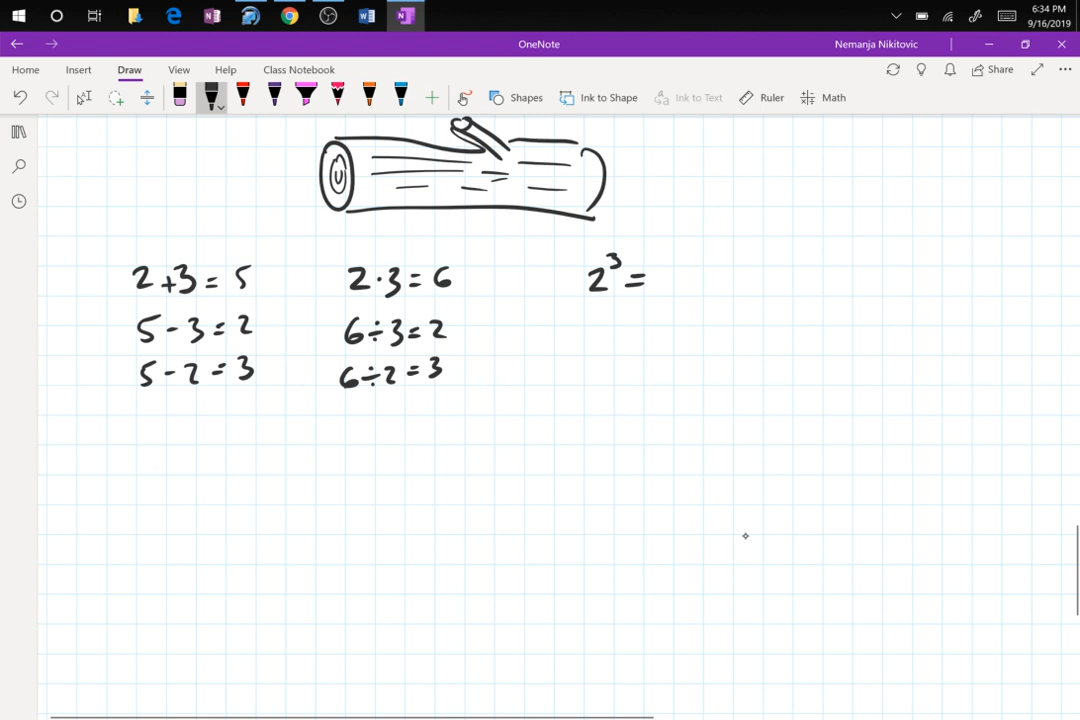 6:34 PM
9/16/2019
OneNote
Nemanja Nikitovic
Home Insert Draw View Help Class Notebook Share
Shapes Ink to Shape Ink to Text Ruler Math
2+3=5 2·3=6 2³=
5-3=2 6÷3=2
5-2=3 6÷2=3